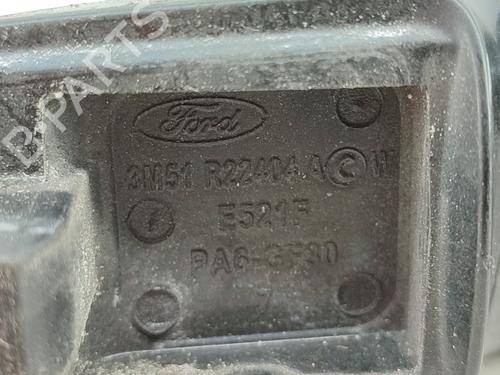 B-PARTS
Ford
3M51 R22404 A C W
E521F
PA6-GF30
7